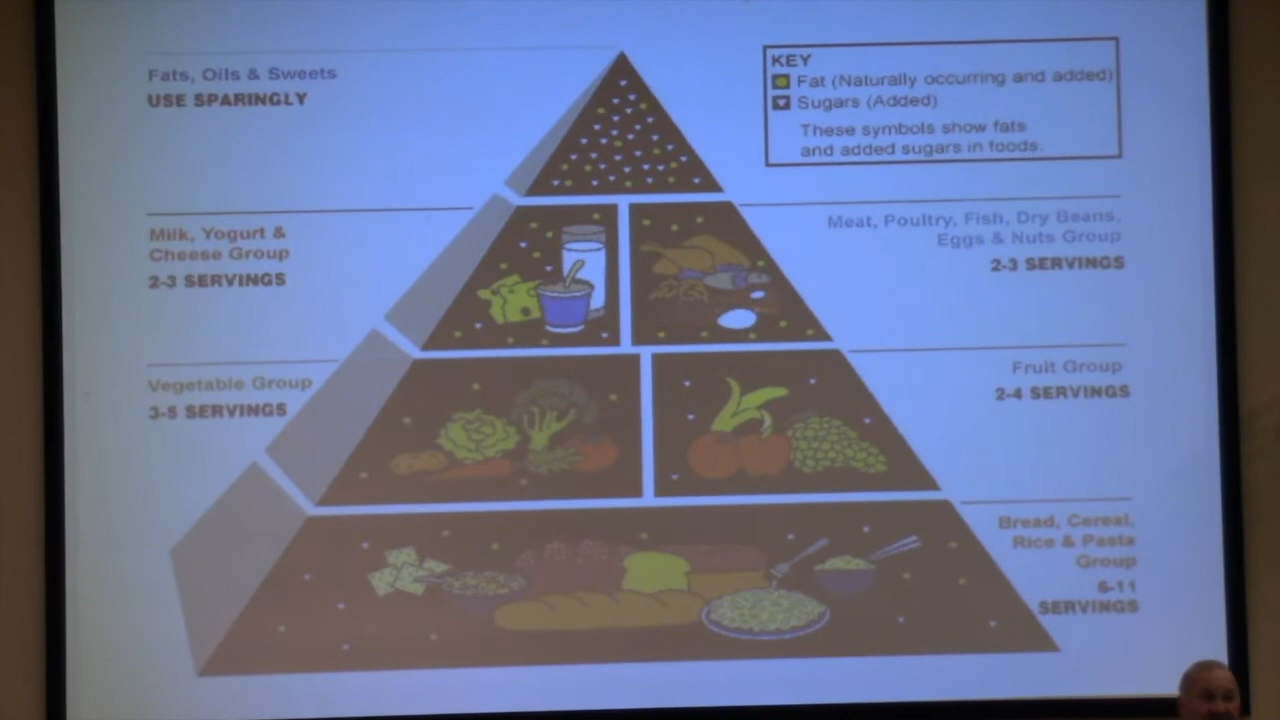 Fats, Oils & Sweets
USE SPARINGLY
KEY
Fat (Naturally occurring and added)
Sugars (Added)
These symbols show fats
and added sugars in foods.
Milk, Yogurt &
Cheese Group
2-3 SERVINGS
Meat, Poultry, Fish, Dry Beans,
Eggs & Nuts Group
2-3 SERVINGS
Vegetable Group
3-5 SERVINGS
Fruit Group
2-4 SERVINGS
Bread, Cereal,
Rice & Pasta
Group
6-11
SERVINGS